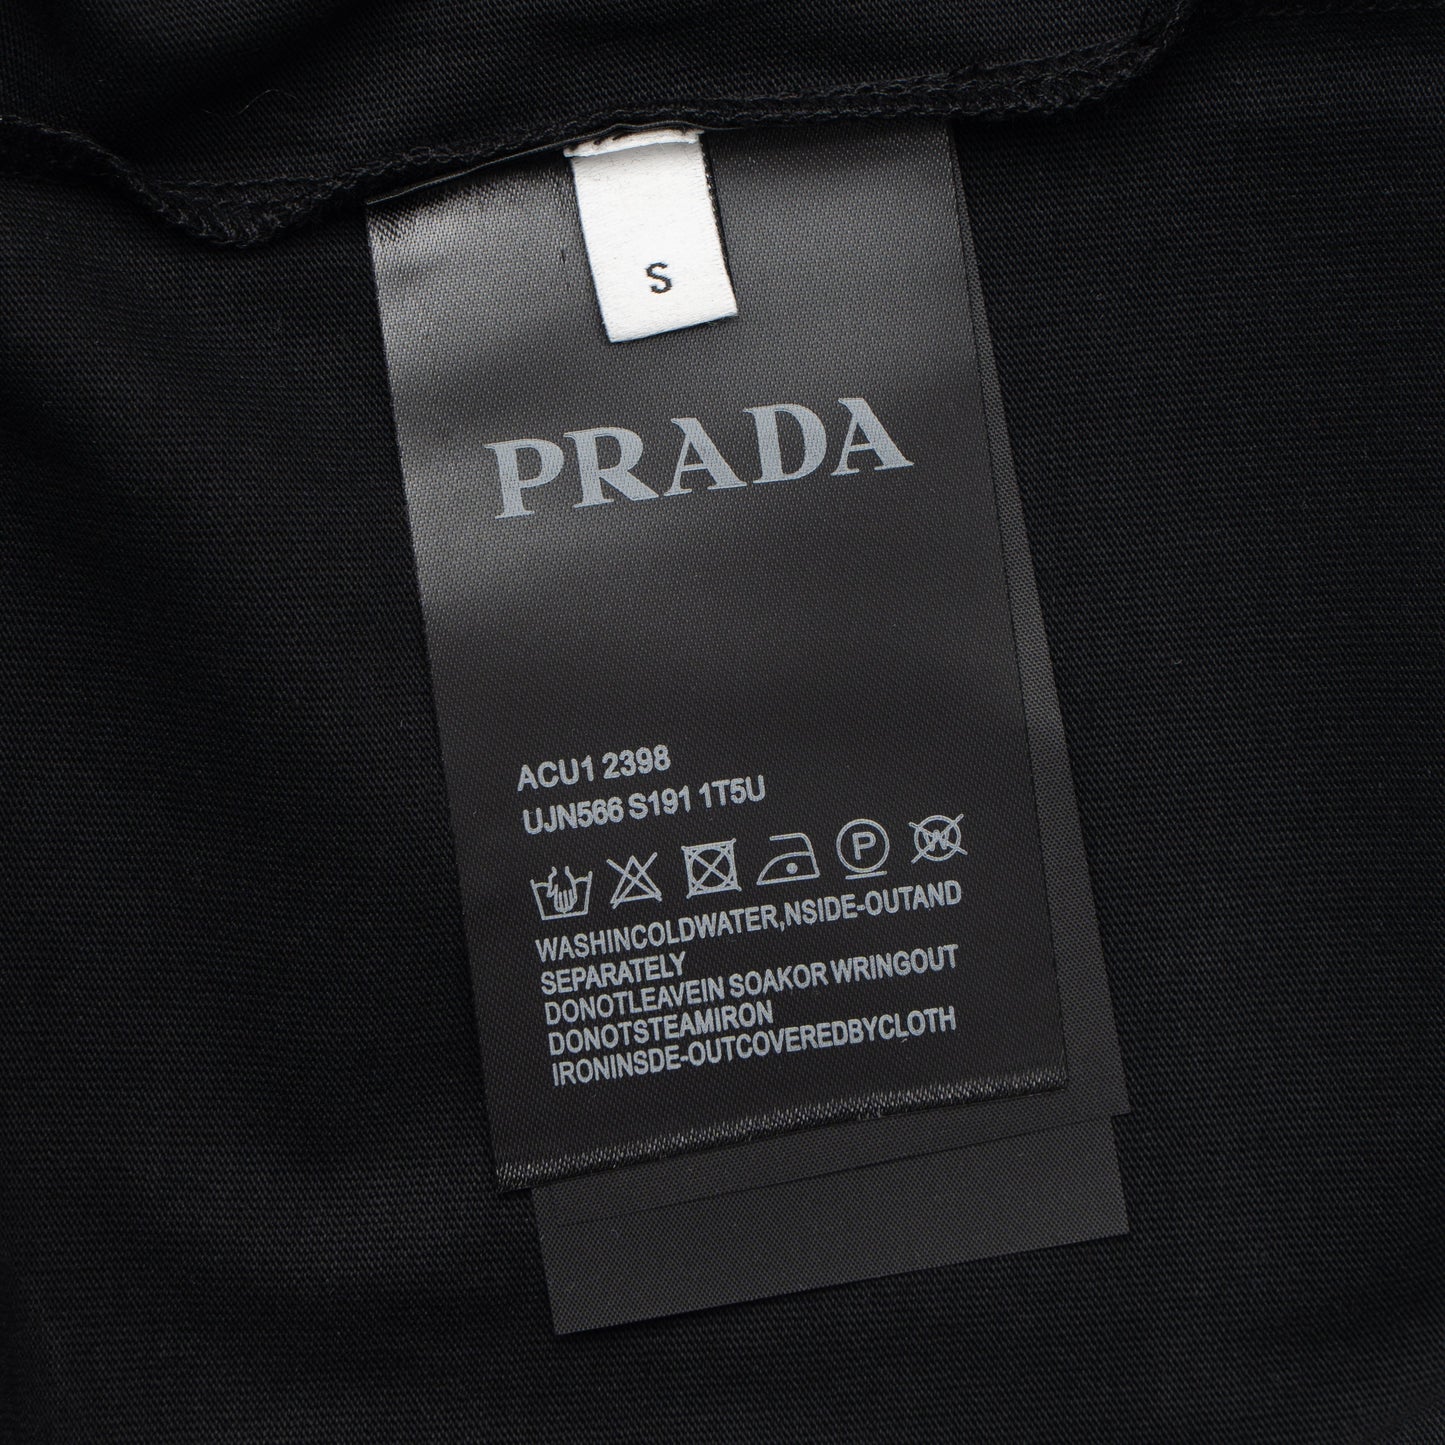 S
PRADA
ACU1 2398
UJN566 S191 1T5U
P
W
WASHINCOLDWATER,NSIDE-OUTAND
SEPARATELY
DONOTLEAVEIN SOAKOR WRINGOUT
DONOTSTEAMIRON
IRONINSDE-OUTCOVEREDBYCLOTH